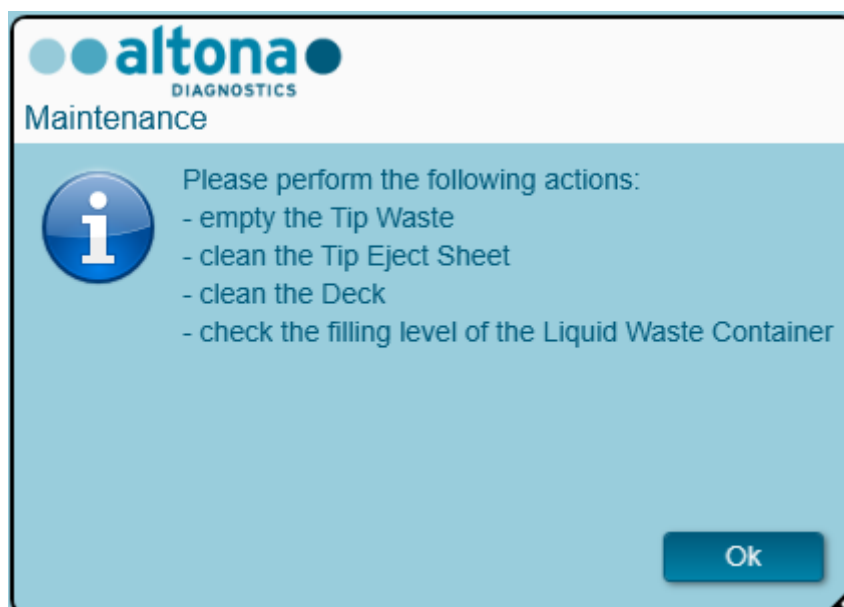 altona
DIAGNOSTICS
Maintenance
Please perform the following actions:
- empty the Tip Waste
- clean the Tip Eject Sheet
- clean the Deck
- check the filling level of the Liquid Waste Container
Ok